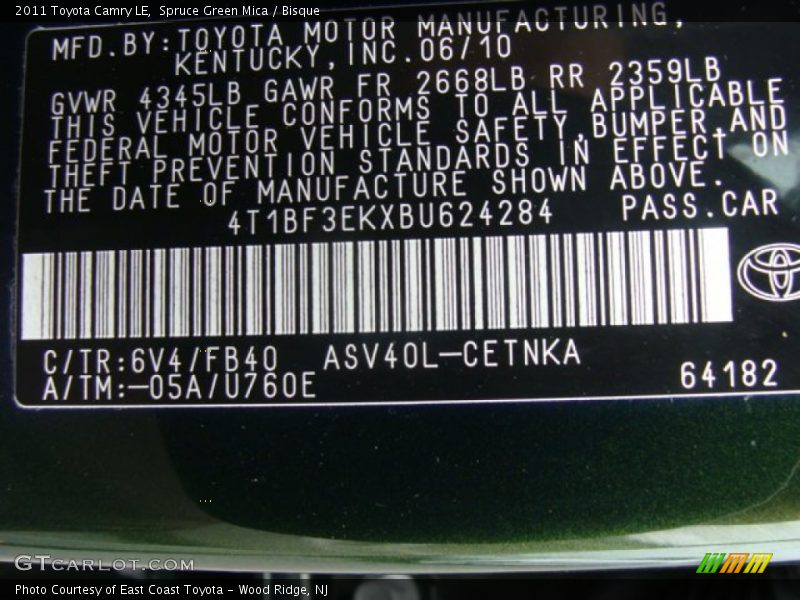 2011 Toyota Camry LE,  Spruce Green Mica / Bisque
MFD.BY:TOYOTA MOTOR MANUFACTURING,
KENTUCKY,INC.06/10
GVWR 4345LB GAWR FR 2668LB RR 2359LB
THIS VEHICLE CONFORMS TO ALL APPLICABLE
FEDERAL MOTOR VEHICLE SAFETY,BUMPER,AND
THEFT PREVENTION STANDARDS IN EFFECT ON
THE DATE OF MANUFACTURE SHOWN ABOVE.
4T1BF3EKXBU624284 PASS.CAR
C/TR:6V4/FB40 ASV40L-CETNKA
A/TM:-05A/U760E 64182
GTCARLOT.COM
Photo Courtesy of East Coast Toyota - Wood Ridge, NJ